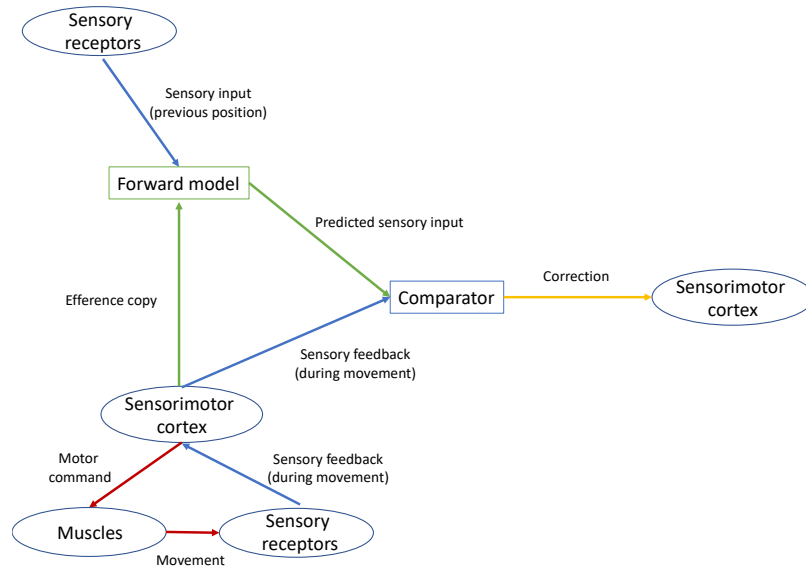 Sensory
receptors
Sensory input
(previous position)
Forward model
Predicted sensory input
Correction
Comparator
Sensorimotor
cortex
Efference copy
Sensory feedback
(during movement)
Sensorimotor
cortex
Motor
command
Sensory feedback
(during movement)
Muscles
Movement
Sensory
receptors